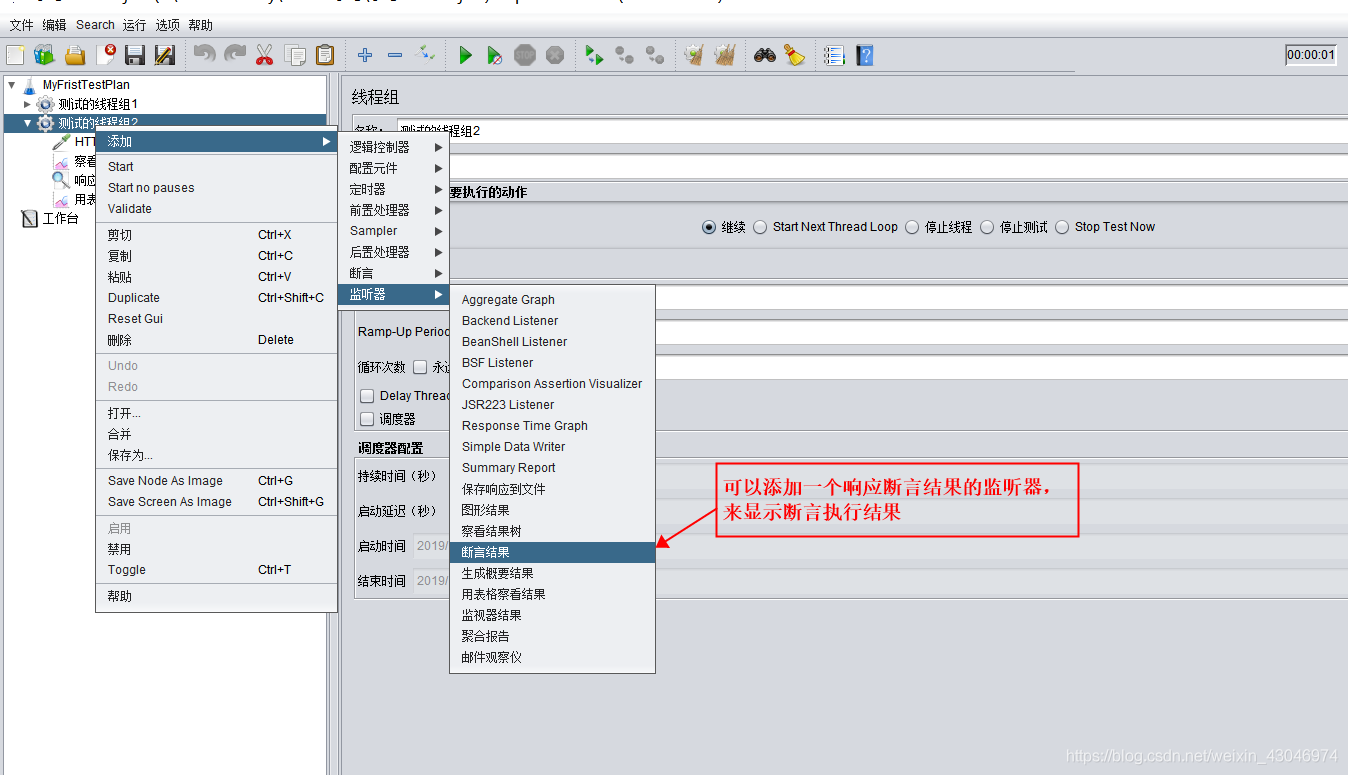 文件 编辑 Search 运行 选项 帮助
00:00:01
MyFristTestPlan
测试的线程组1
测试的线程组2
HTT
察看
响应
用表
工作台
添加
Start
Start no pauses
Validate
剪切 Ctrl+X
复制 Ctrl+C
粘贴 Ctrl+V
Duplicate Ctrl+Shift+C
Reset Gui
删除 Delete
Undo
Redo
打开...
合并
保存为...
Save Node As Image Ctrl+G
Save Screen As Image Ctrl+Shift+G
启用
禁用
Toggle Ctrl+T
帮助
逻辑控制器
配置元件
定时器
前置处理器
Sampler
后置处理器
断言
监听器
Aggregate Graph
Backend Listener
BeanShell Listener
BSF Listener
Comparison Assertion Visualizer
JSR223 Listener
Response Time Graph
Simple Data Writer
Summary Report
保存响应到文件
图形结果
察看结果树
断言结果
生成概要结果
用表格察看结果
监视器结果
聚合报告
邮件观察仪
线程组
名称: 测试的线程组2
要执行的动作
继续 Start Next Thread Loop 停止线程 停止测试 Stop Test Now
Ramp-Up Period
循环次数 永远
Delay Thread
调度器
调度器配置
持续时间（秒）
启动延迟（秒）
启动时间 2019/
结束时间 2019/
可以添加一个响应断言结果的监听器，
来显示断言执行结果
https://blog.csdn.net/weixin_43046974